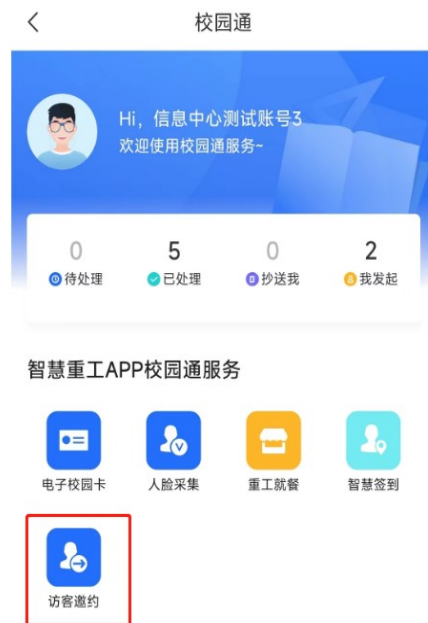 校园通
Hi，信息中心测试账号3
欢迎使用校园通服务~
0 5 0 2
待处理 已处理 抄送我 我发起
智慧重工APP校园通服务
电子校园卡 人脸采集 重工就餐 智慧签到
访客邀约